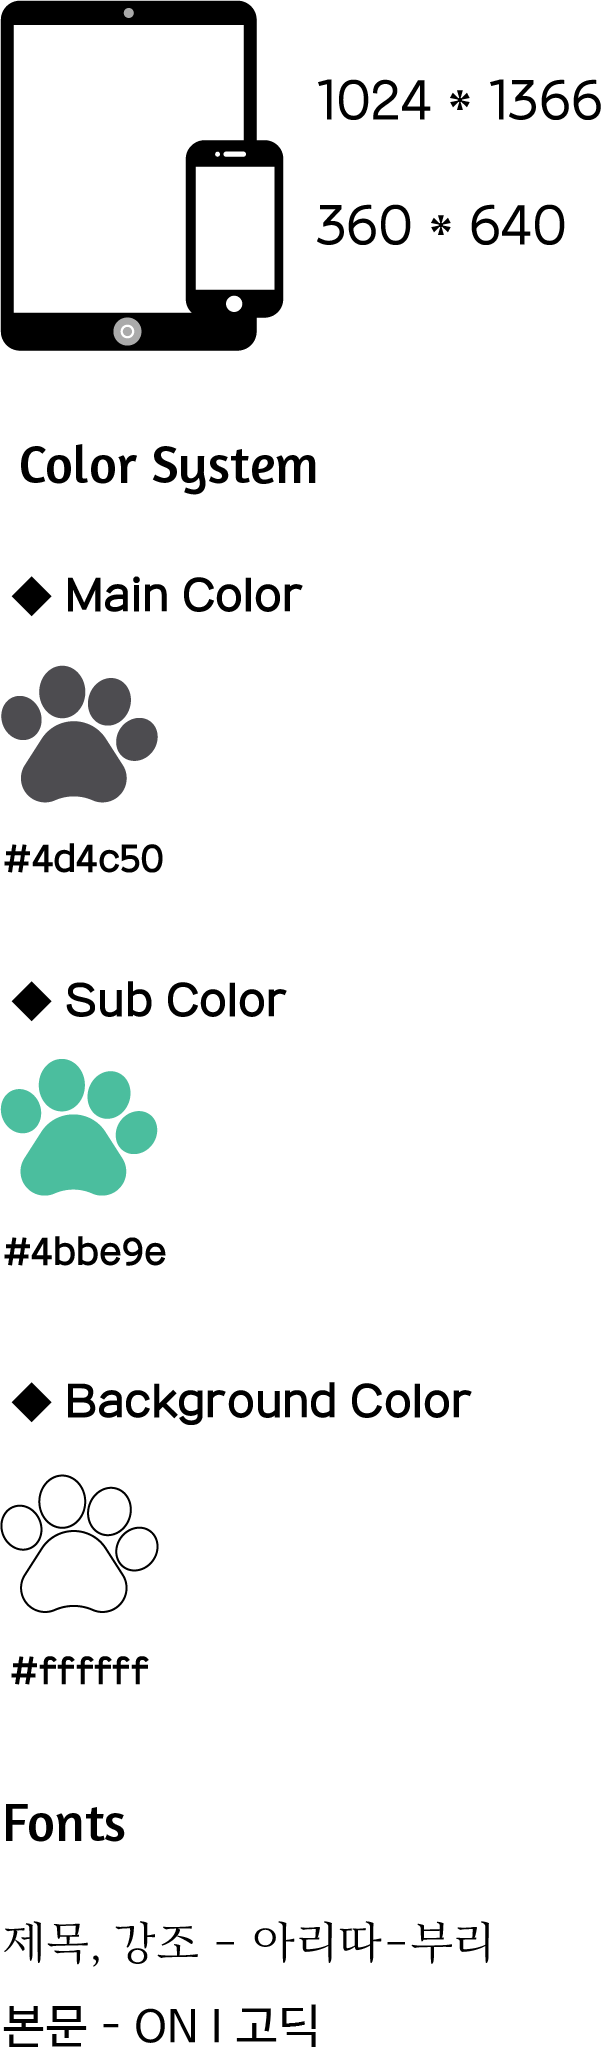 1024 * 1366
360 * 640
Color System
◆ Main Color
#4d4c50
◆ Sub Color
#4bbe9e
◆ Background Color
#ffffff
Fonts
제목, 강조 - 아리따-부리
본문 - ON I 고딕